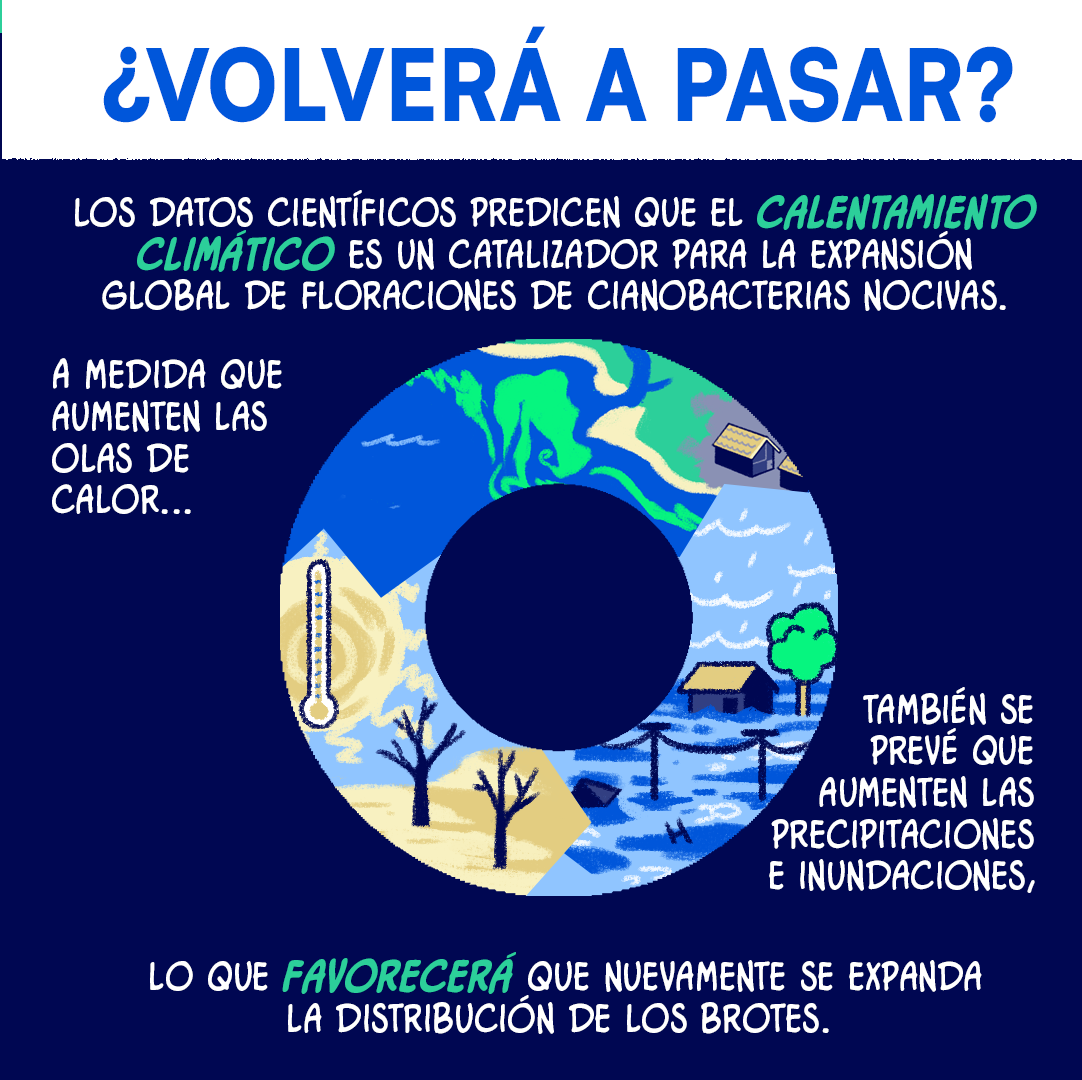 ¿VOLVERÁ A PASAR?
LOS DATOS CIENTÍFICOS PREDICEN QUE EL CALENTAMIENTO
CLIMÁTICO ES UN CATALIZADOR PARA LA EXPANSIÓN
GLOBAL DE FLORACIONES DE CIANOBACTERIAS NOCIVAS.
A MEDIDA QUE
AUMENTEN LAS
OLAS DE
CALOR...
TAMBIÉN SE
PREVÉ QUE
AUMENTEN LAS
PRECIPITACIONES
E INUNDACIONES,
LO QUE FAVORECERÁ QUE NUEVAMENTE SE EXPANDA
LA DISTRIBUCIÓN DE LOS BROTES.